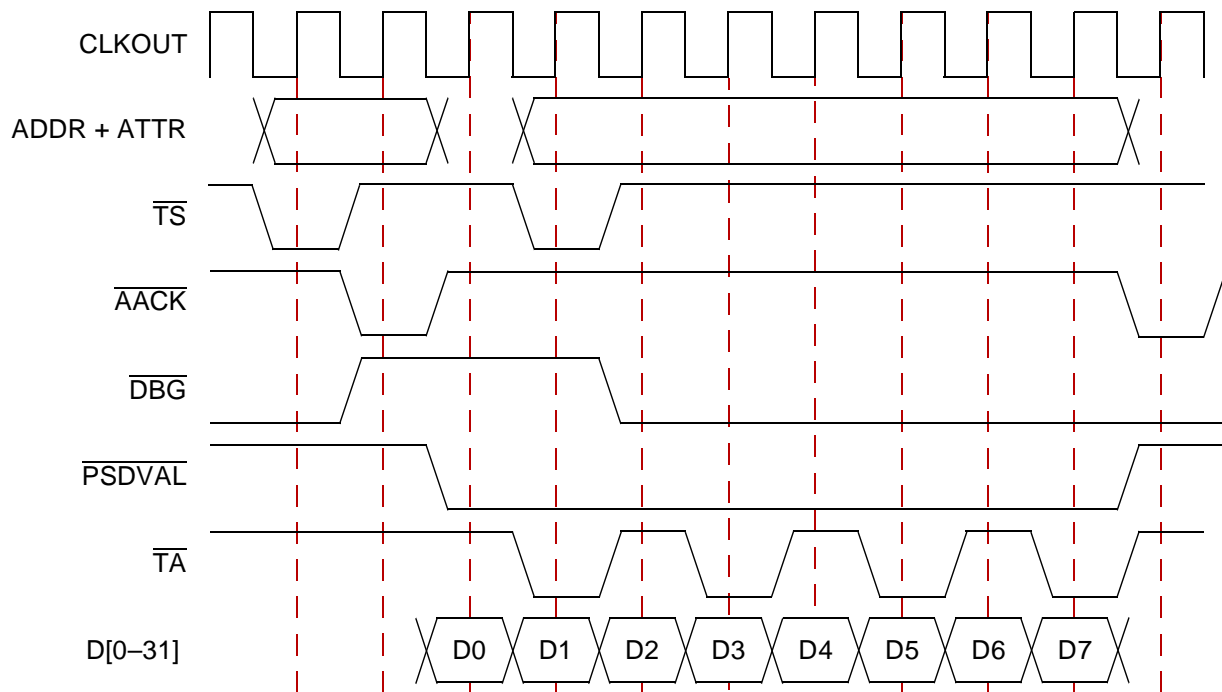 CLKOUT
ADDR + ATTR
TS
AACK
DBG
PSDVAL
TA
D[0–31] D0 D1 D2 D3 D4 D5 D6 D7